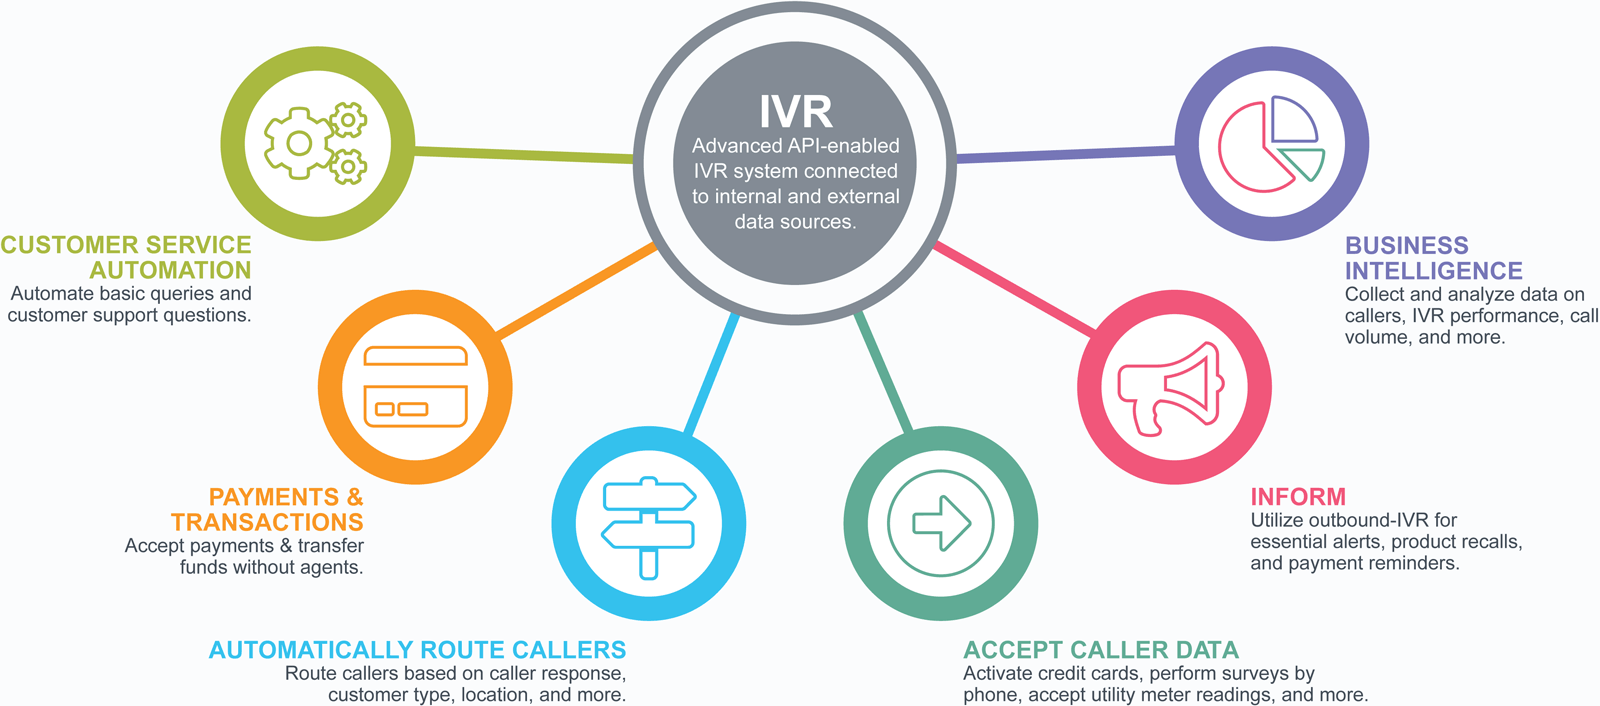 IVR
Advanced API-enabled
IVR system connected
to internal and external
data sources.
CUSTOMER SERVICE
AUTOMATION
Automate basic queries and
customer support questions.
PAYMENTS &
TRANSACTIONS
Accept payments & transfer
funds without agents.
AUTOMATICALLY ROUTE CALLERS
Route callers based on caller response,
customer type, location, and more.
ACCEPT CALLER DATA
Activate credit cards, perform surveys by
phone, accept utility meter readings, and more.
INFORM
Utilize outbound-IVR for
essential alerts, product recalls,
and payment reminders.
BUSINESS
INTELLIGENCE
Collect and analyze data on
callers, IVR performance, call
volume, and more.